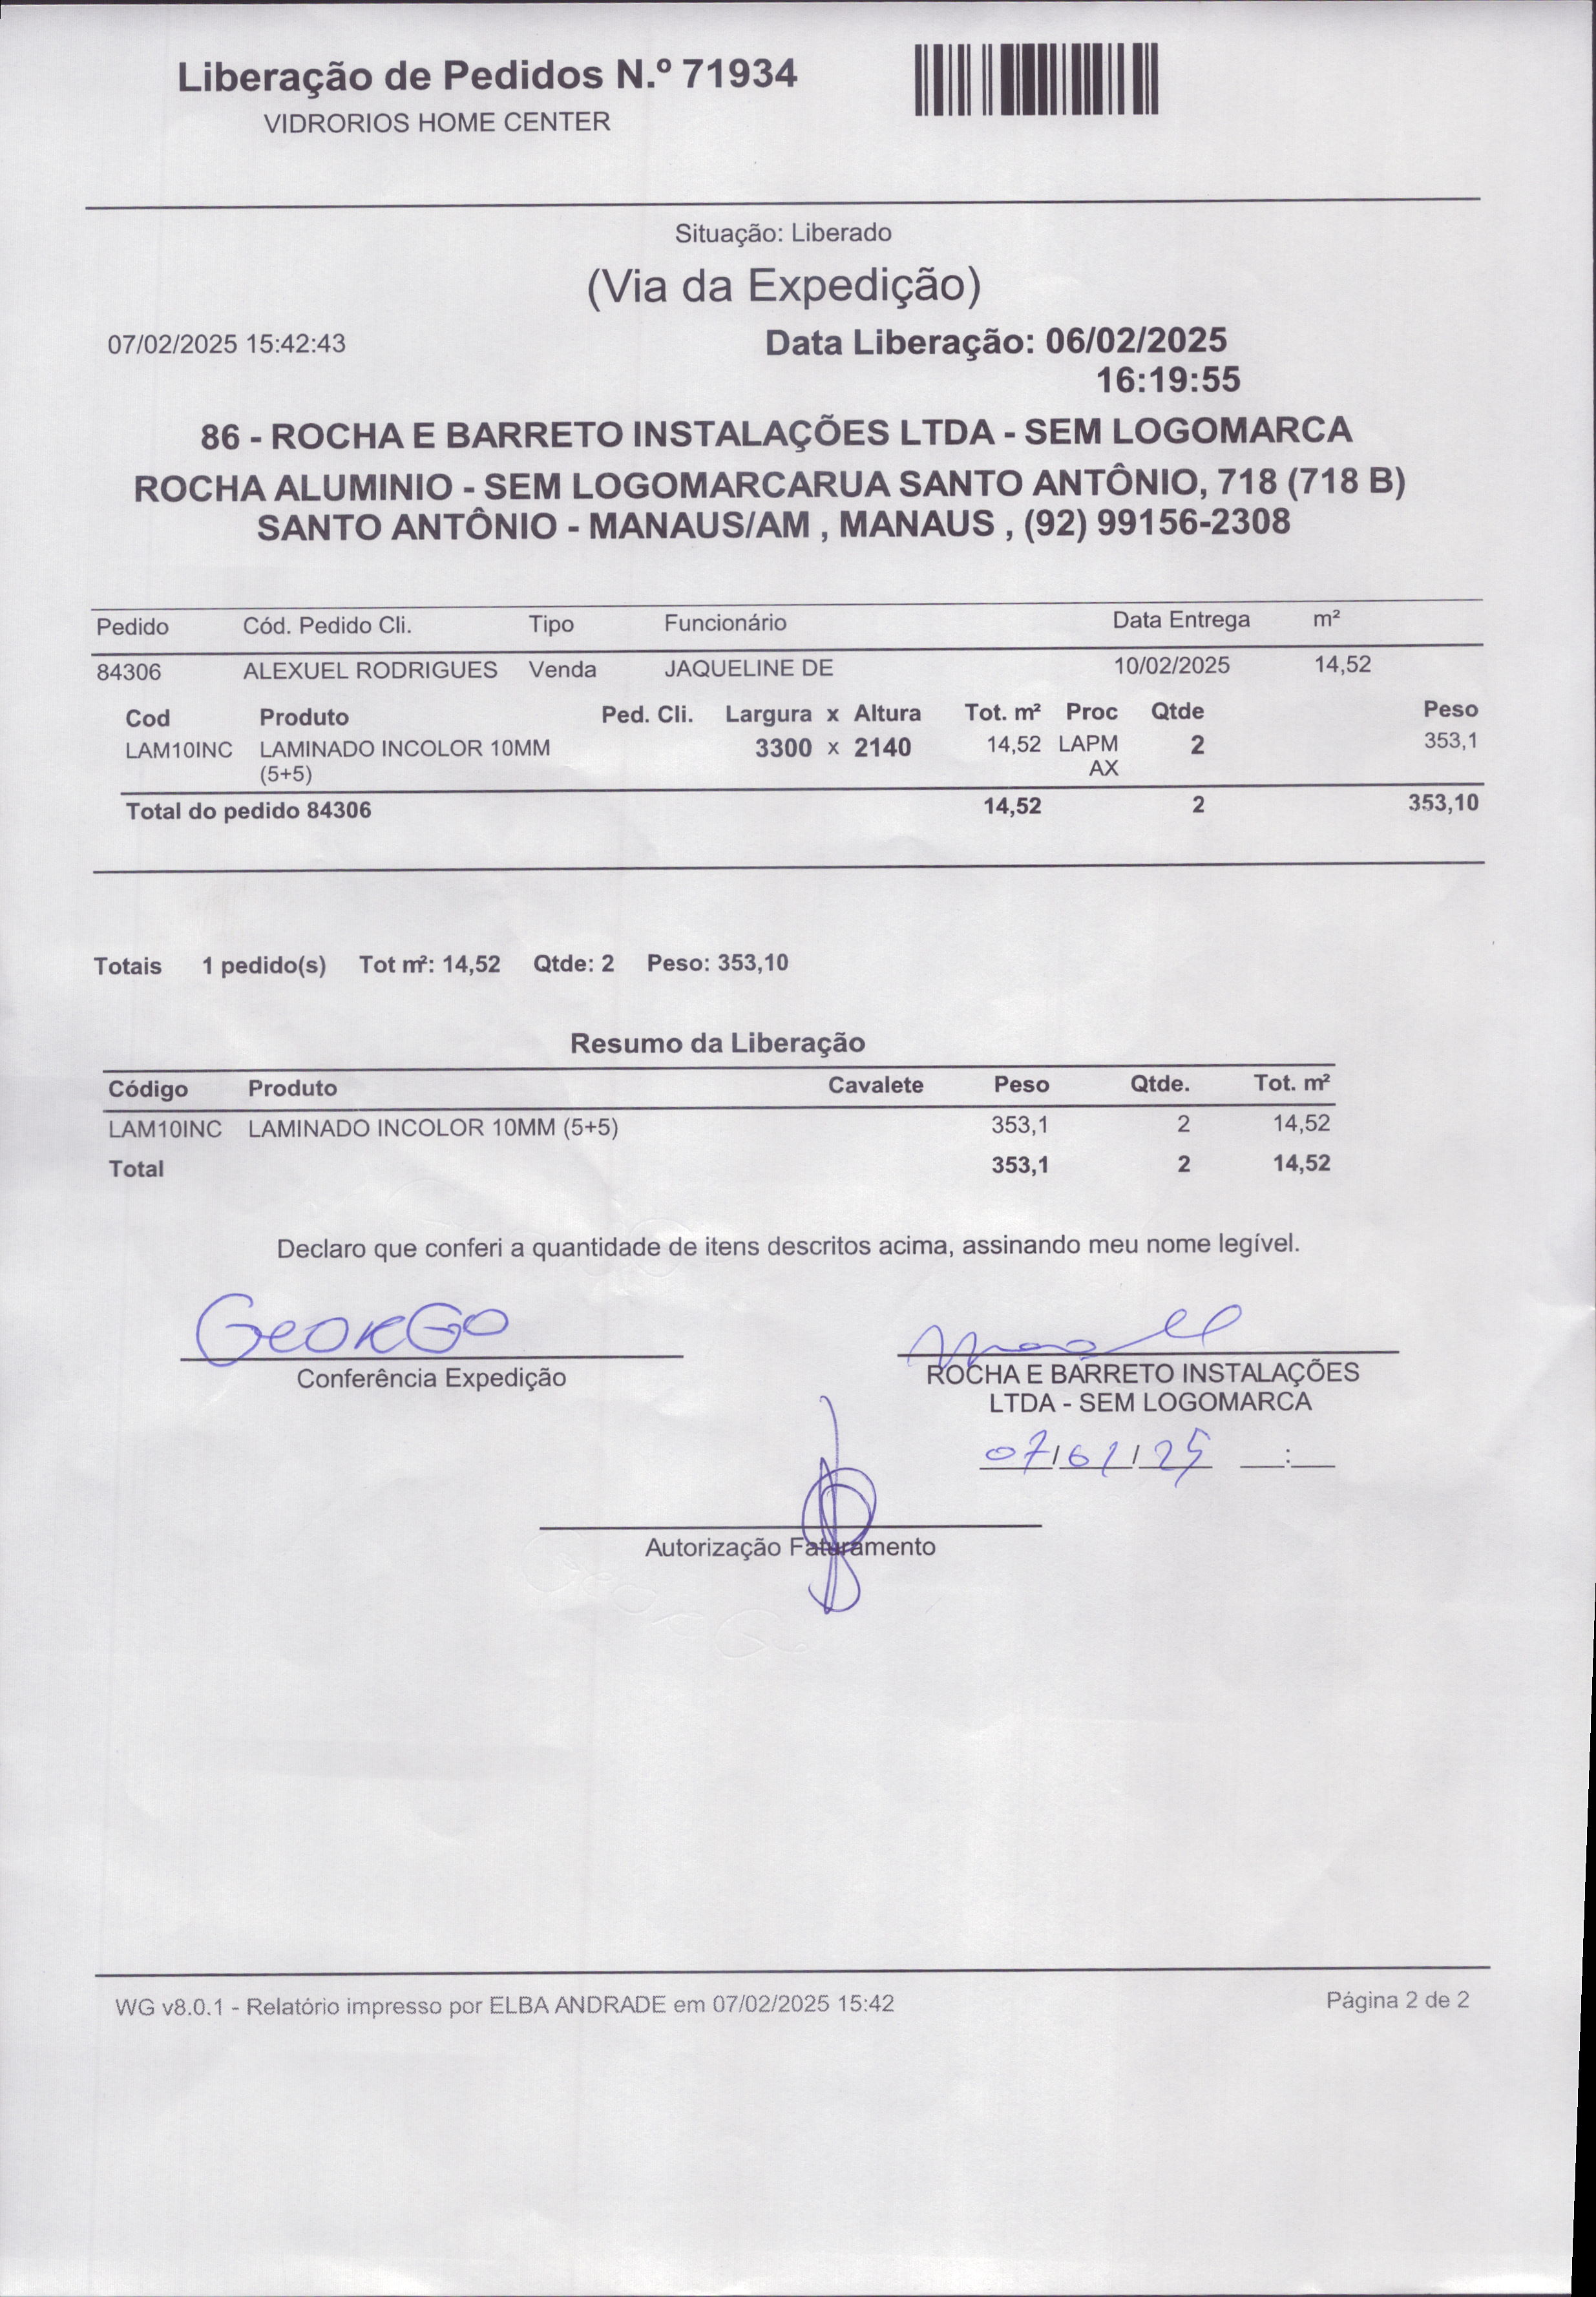 Liberação de Pedidos N.º 71934
VIDRORIOS HOME CENTER
Situação: Liberado
(Via da Expedição)
07/02/2025 15:42:43 Data Liberação: 06/02/2025
16:19:55
86 - ROCHA E BARRETO INSTALAÇÕES LTDA - SEM LOGOMARCA
ROCHA ALUMINIO - SEM LOGOMARCARUA SANTO ANTÔNIO, 718 (718 B)
SANTO ANTÔNIO - MANAUS/AM , MANAUS , (92) 99156-2308
Pedido Cód. Pedido Cli. Tipo Funcionário Data Entrega m²
84306 ALEXUEL RODRIGUES Venda JAQUELINE DE 10/02/2025 14,52
Cod Produto Ped. Cli. Largura x Altura Tot. m² Proc Qtde Peso
LAM10INC LAMINADO INCOLOR 10MM 3300 x 2140 14,52 LAPM 2 353,1
(5+5) AX
Total do pedido 84306 14,52 2 353,10
Totais 1 pedido(s) Tot m²: 14,52 Qtde: 2 Peso: 353,10
Resumo da Liberação
Código Produto Cavalete Peso Qtde. Tot. m²
LAM10INC LAMINADO INCOLOR 10MM (5+5) 353,1 2 14,52
Total 353,1 2 14,52
Declaro que conferi a quantidade de itens descritos acima, assinando meu nome legível.
Conferência Expedição
ROCHA E BARRETO INSTALAÇÕES
LTDA - SEM LOGOMARCA
__:__
Autorização Faturamento
WG v8.0.1 - Relatório impresso por ELBA ANDRADE em 07/02/2025 15:42 Página 2 de 2